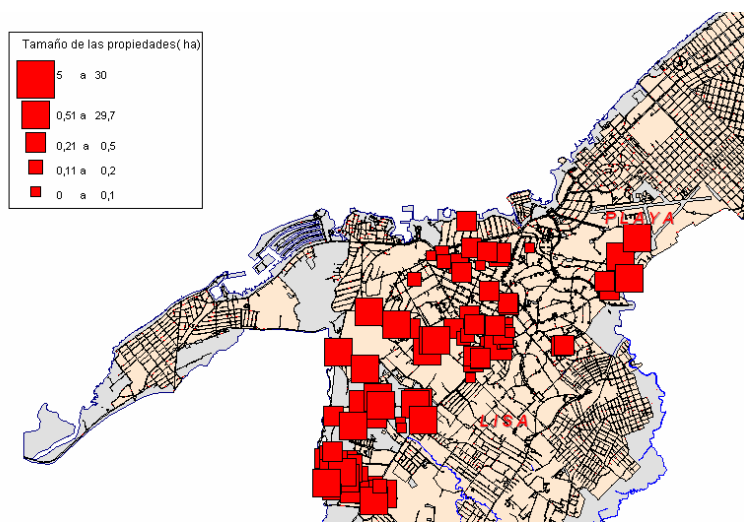 Tamaño de las propiedades( ha)
5 a 30
0,51 a 29,7
0,21 a 0,5
0,11 a 0,2
0 a 0,1
PLAYA
LISA